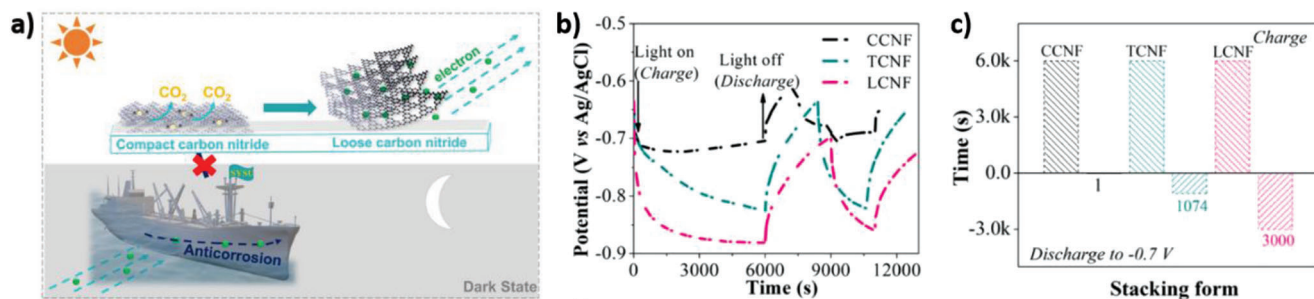 a)
CO2 CO2
electron
Compact carbon nitride
Loose carbon nitride
SYSU
Anticorrosion
Dark State
b)
-0.5
-0.6
-0.7
-0.8
-0.9
Potential (V vs Ag/AgCl)
Light on
(Charge)
Light off
(Discharge)
CCNF
TCNF
LCNF
0 3000 6000 9000 12000
Time (s)
c)
6.0k
3.0k
0.0
-3.0k
Time (s)
CCNF TCNF LCNF
Charge
1
1074
3000
Discharge to -0.7 V
Stacking form